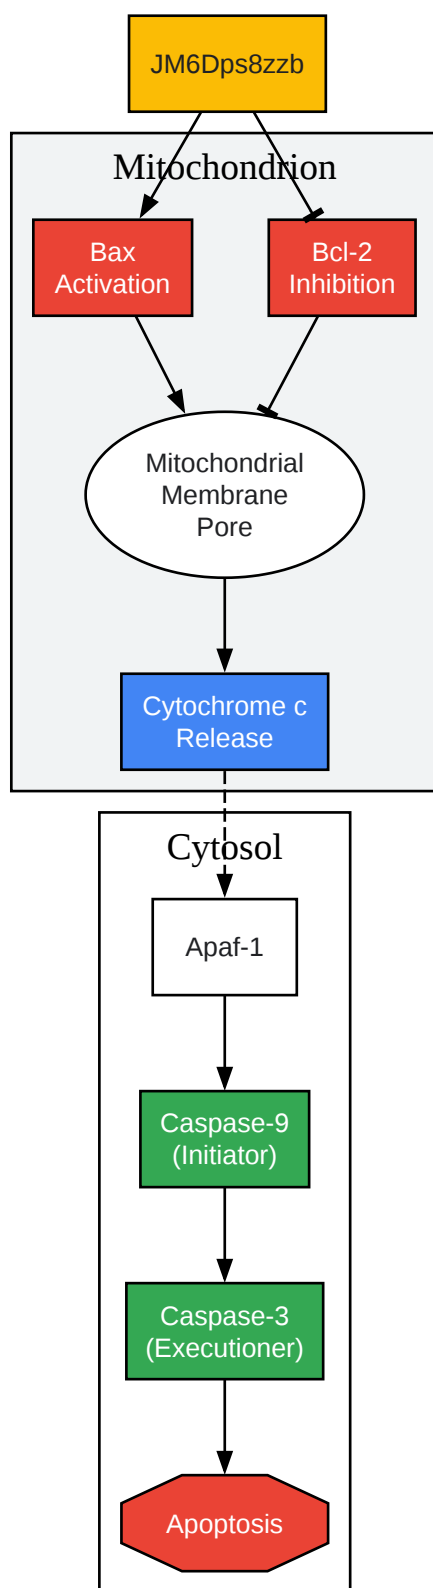 JM6Dps8zzb
Mitochondrion
Bax
Activation
Bcl-2
Inhibition
Mitochondrial
Membrane
Pore
Cytochrome c
Release
Cytosol
Apaf-1
Caspase-9
(Initiator)
Caspase-3
(Executioner)
Apoptosis